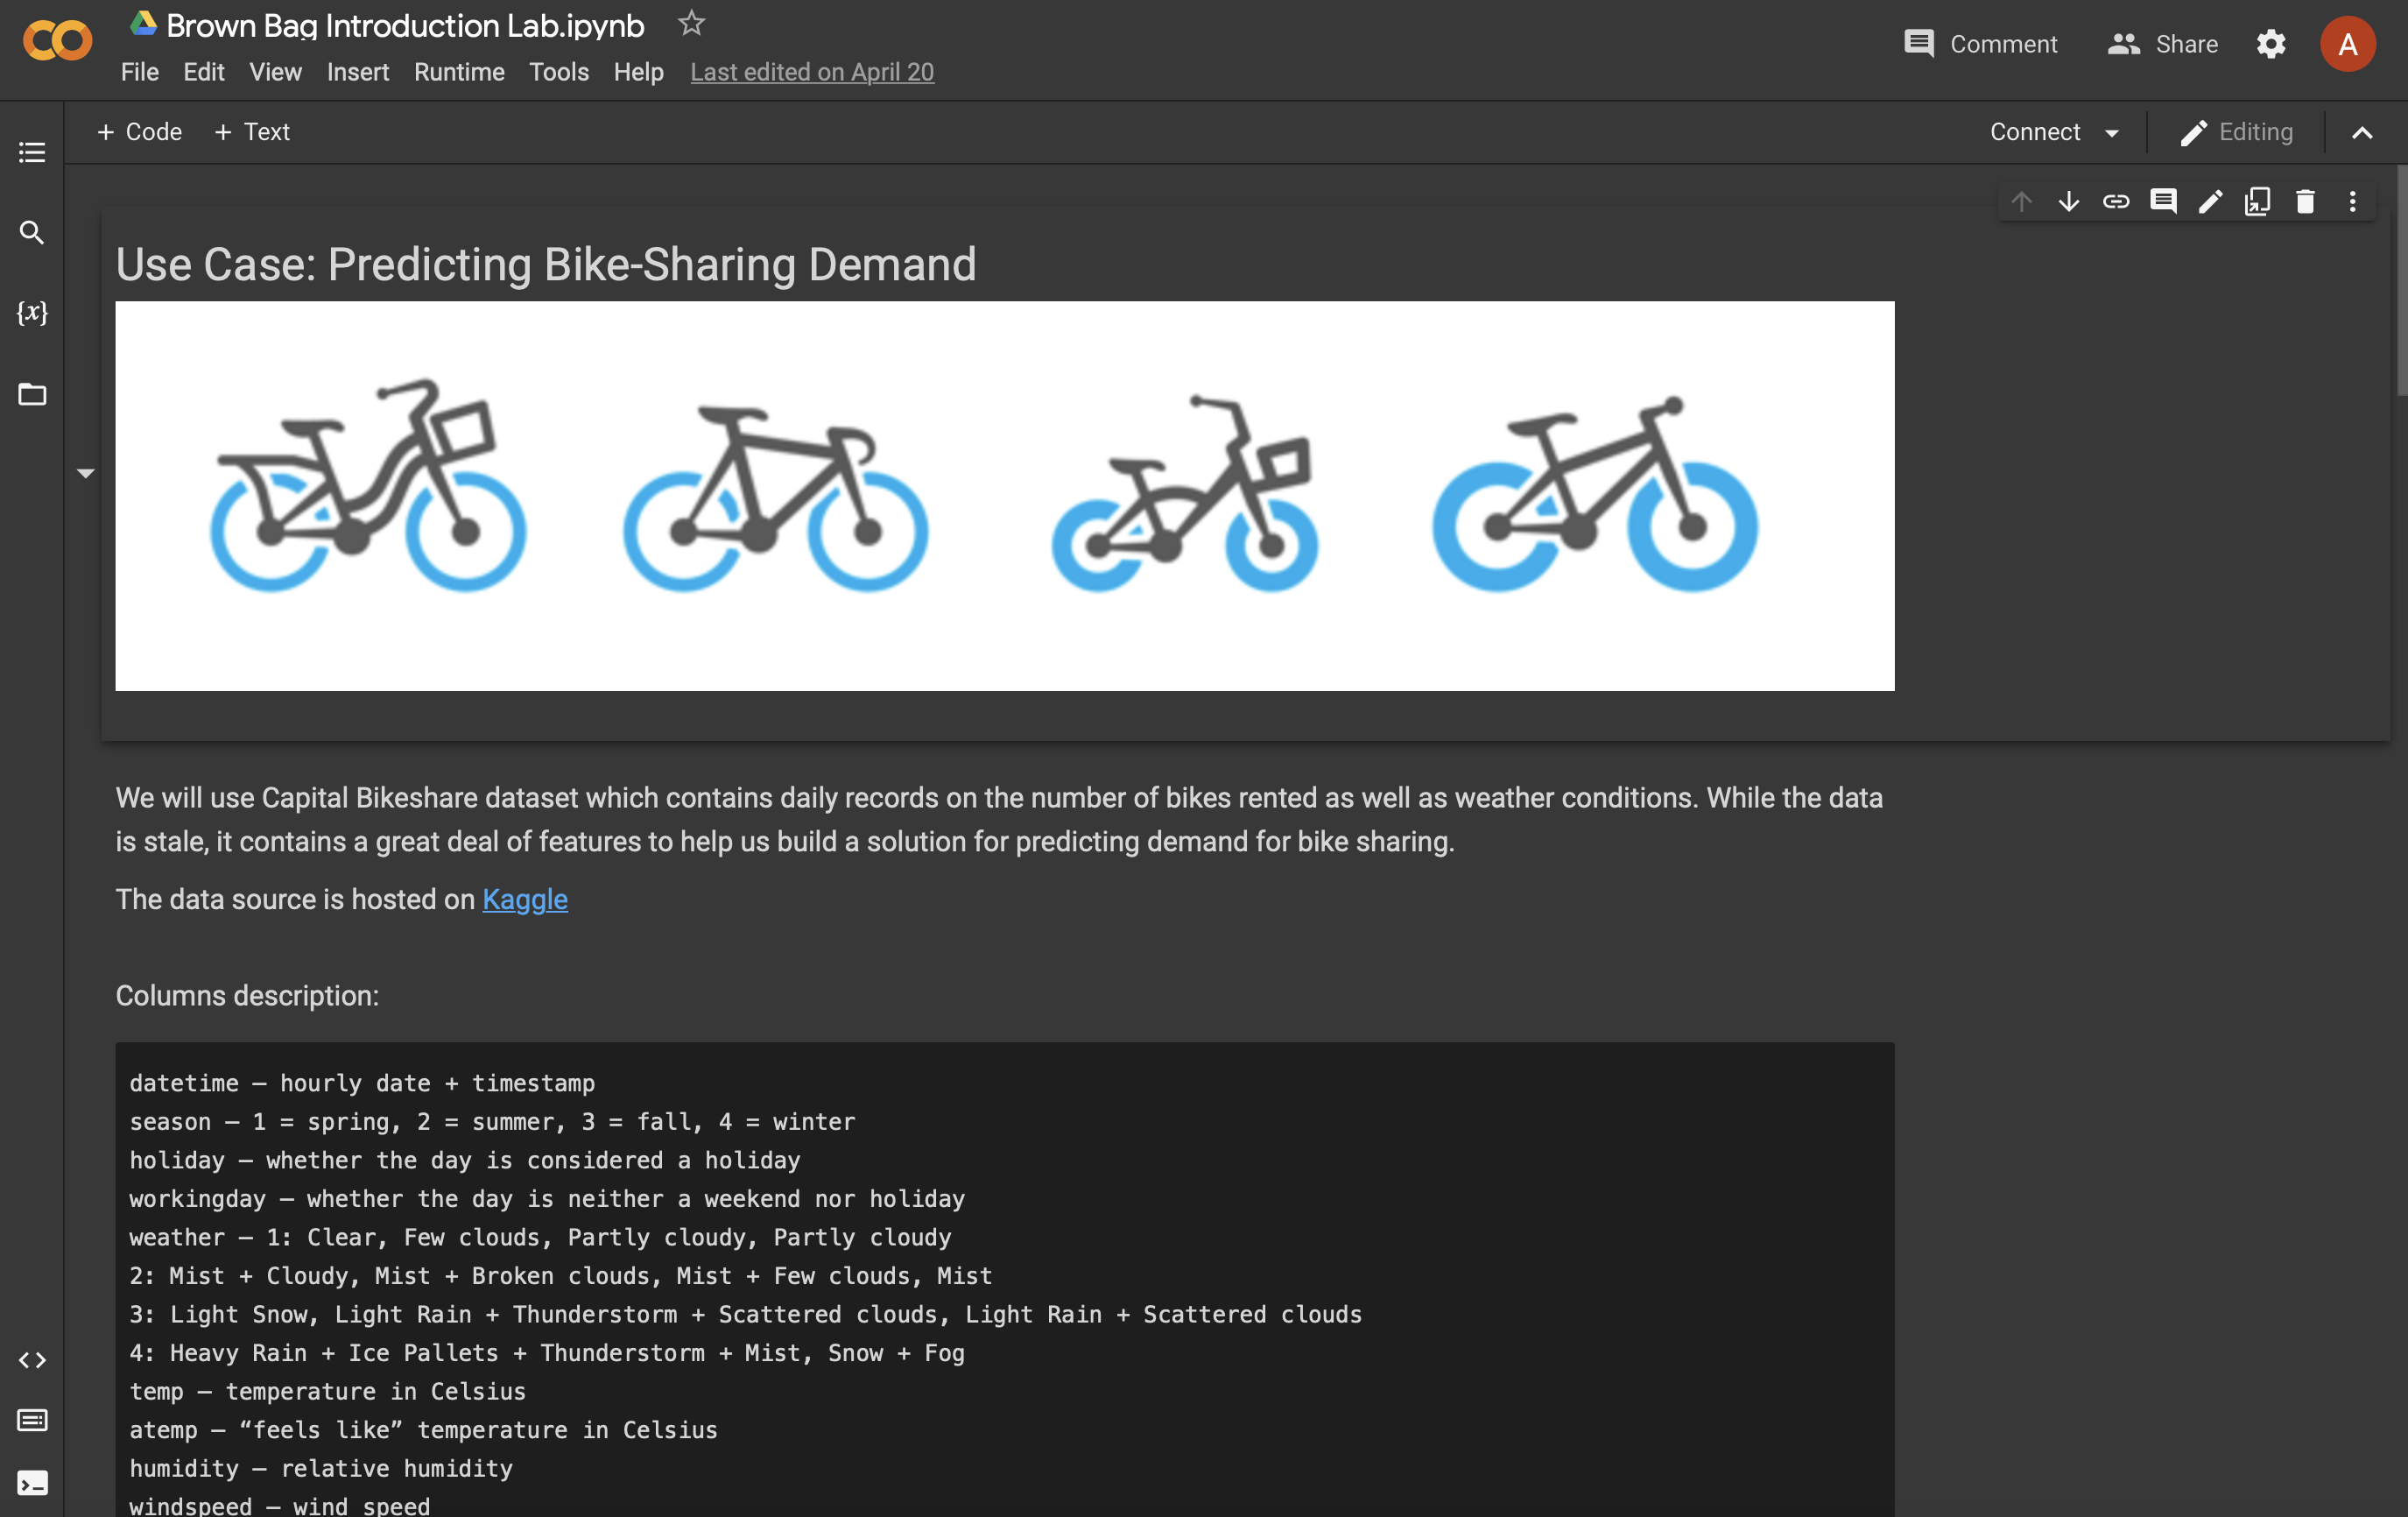 Brown Bag Introduction Lab.ipynb
File Edit View Insert Runtime Tools Help Last edited on April 20
Comment Share A
+ Code + Text
Connect Editing
{x}
Use Case: Predicting Bike-Sharing Demand
We will use Capital Bikeshare dataset which contains daily records on the number of bikes rented as well as weather conditions. While the data
is stale, it contains a great deal of features to help us build a solution for predicting demand for bike sharing.
The data source is hosted on Kaggle
Columns description:
datetime – hourly date + timestamp
season – 1 = spring, 2 = summer, 3 = fall, 4 = winter
holiday – whether the day is considered a holiday
workingday – whether the day is neither a weekend nor holiday
weather – 1: Clear, Few clouds, Partly cloudy, Partly cloudy
2: Mist + Cloudy, Mist + Broken clouds, Mist + Few clouds, Mist
3: Light Snow, Light Rain + Thunderstorm + Scattered clouds, Light Rain + Scattered clouds
4: Heavy Rain + Ice Pallets + Thunderstorm + Mist, Snow + Fog
temp – temperature in Celsius
atemp – “feels like” temperature in Celsius
humidity – relative humidity
windspeed – wind speed